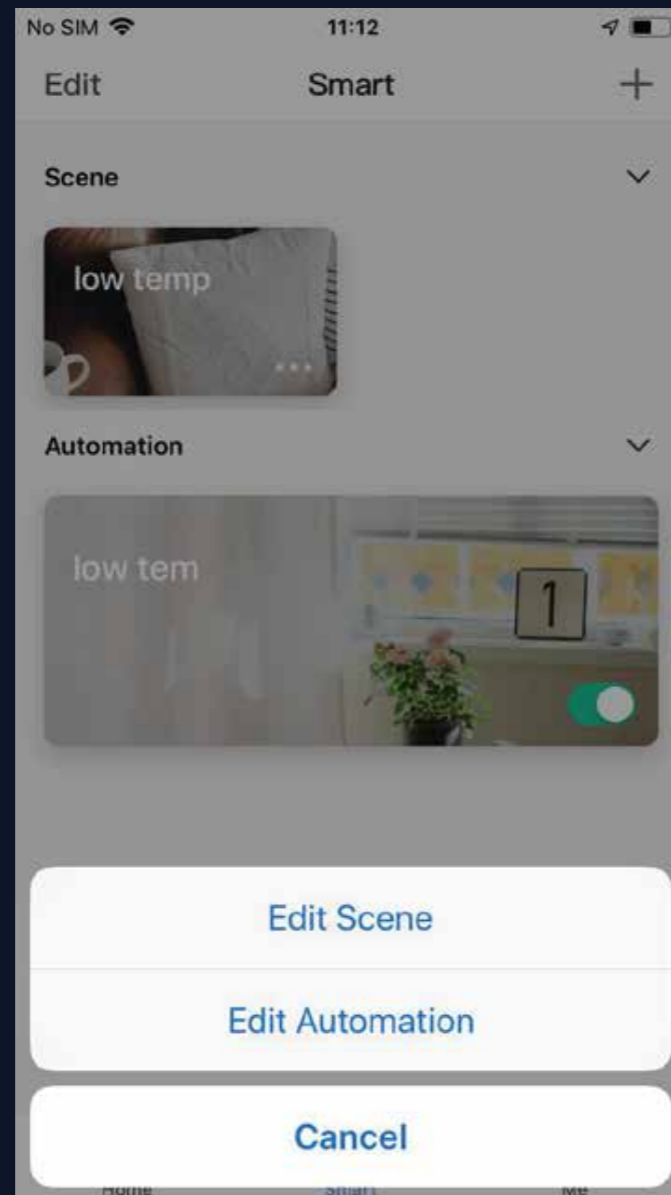 No SIM 11:12
Edit Smart +
Scene
low temp
Automation
low tem
1
Edit Scene
Edit Automation
Cancel
Home Smart Me